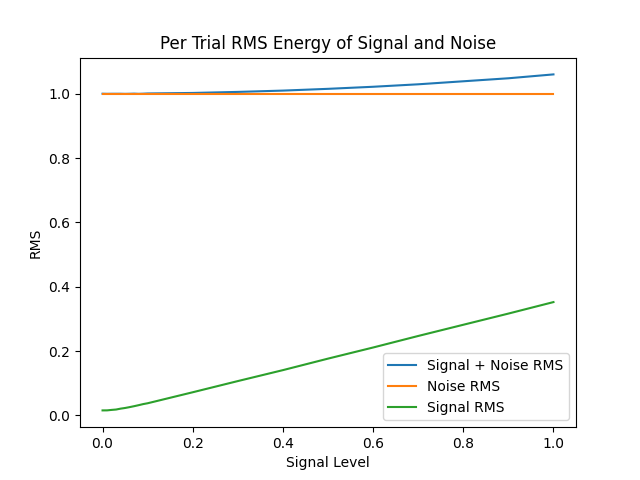 Per Trial RMS Energy of Signal and Noise
1.0
0.8
0.6
0.4
0.2
0.0
RMS
Signal + Noise RMS
Noise RMS
Signal RMS
0.0 0.2 0.4 0.6 0.8 1.0
Signal Level